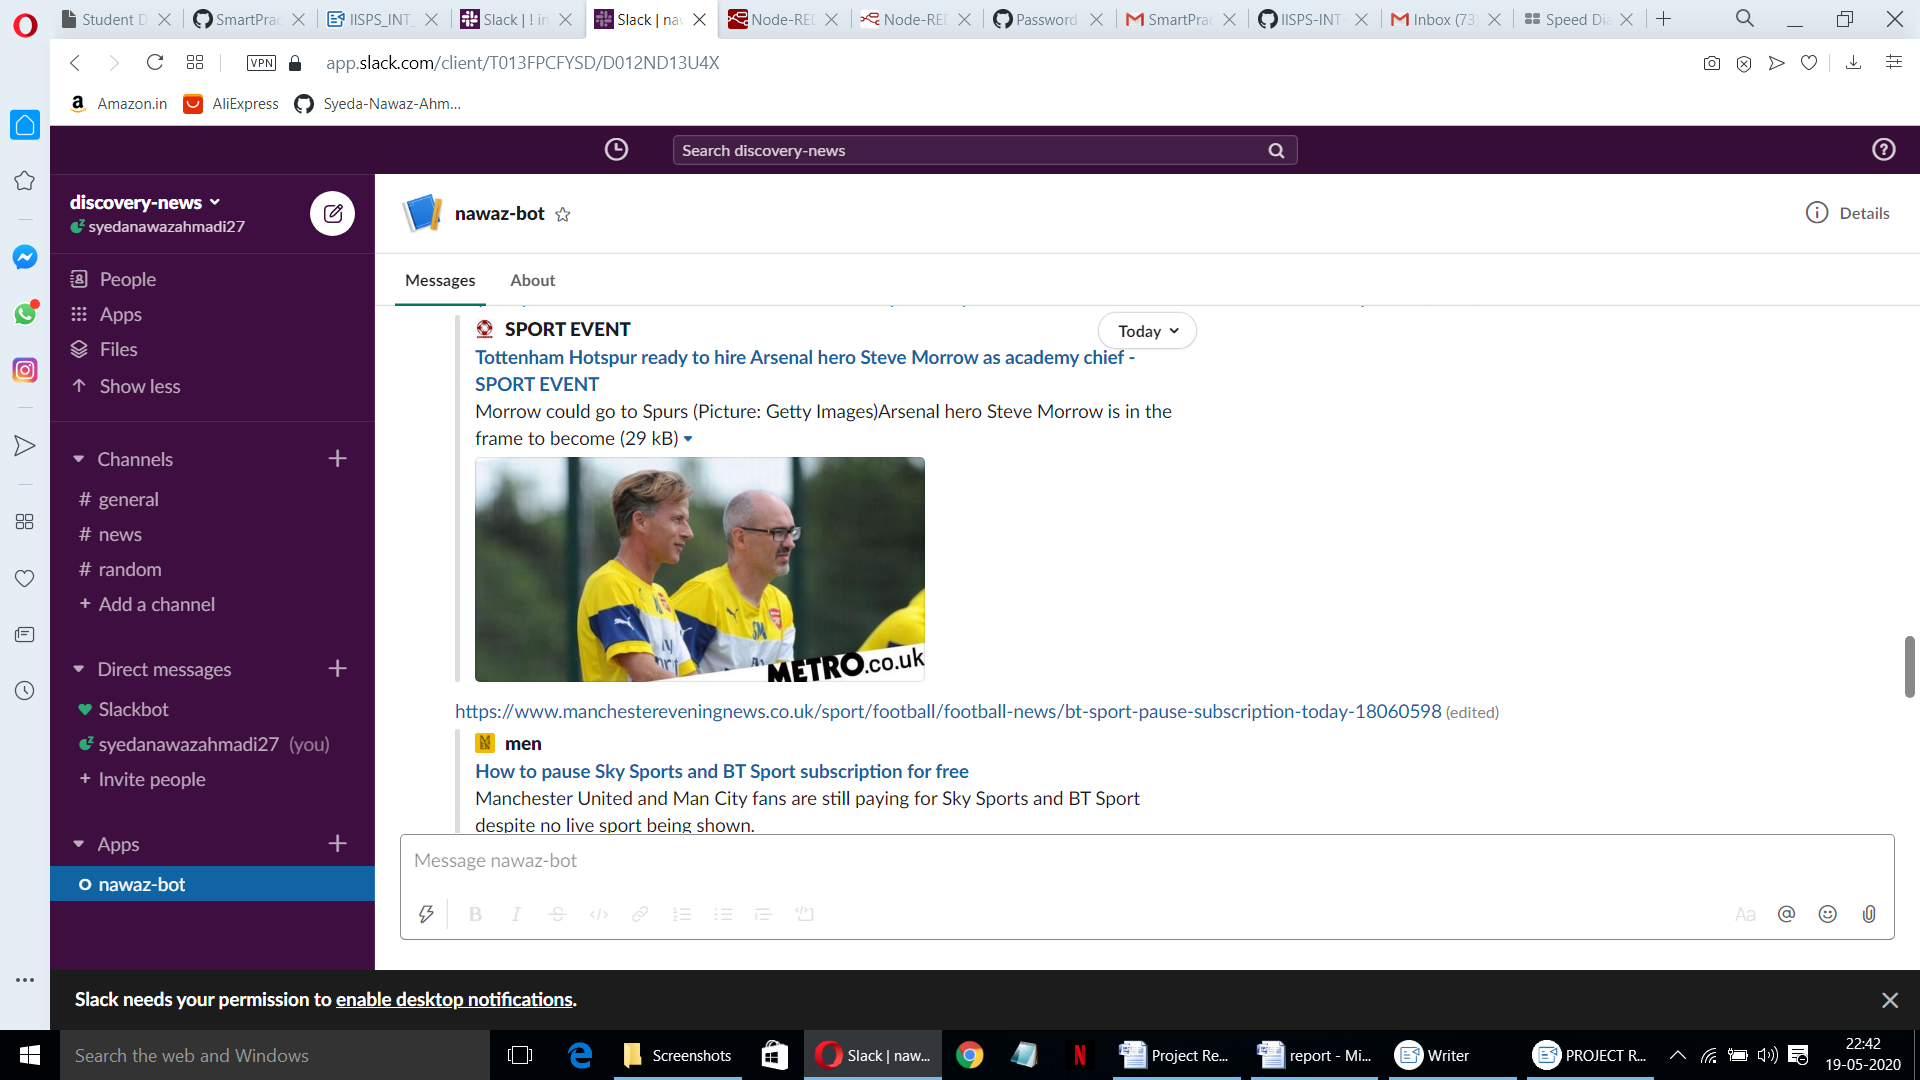 Student D
SmartPrac
IISPS_INT_
Slack | ! in
Slack | nav
Node-RED
Node-RED
Password
SmartPrac
IISPS-INT-
Inbox (73)
Speed Dia
VPN
app.slack.com/client/T013FPCFYSD/D012ND13U4X
Amazon.in
AliExpress
Syeda-Nawaz-Ahm...
Search discovery-news
discovery-news
syedanawazahmadi27
People
Apps
Files
Show less
Channels
# general
# news
# random
+ Add a channel
Direct messages
Slackbot
syedanawazahmadi27 (you)
+ Invite people
Apps
nawaz-bot
nawaz-bot
Details
Messages
About
Today
SPORT EVENT
Tottenham Hotspur ready to hire Arsenal hero Steve Morrow as academy chief -
SPORT EVENT
Morrow could go to Spurs (Picture: Getty Images)Arsenal hero Steve Morrow is in the
frame to become (29 kB)
METRO.co.uk
https://www.manchestereveningnews.co.uk/sport/football/football-news/bt-sport-pause-subscription-today-18060598 (edited)
men
How to pause Sky Sports and BT Sport subscription for free
Manchester United and Man City fans are still paying for Sky Sports and BT Sport
despite no live sport being shown.
Message nawaz-bot
B I S
Aa @
Slack needs your permission to enable desktop notifications.
Search the web and Windows
Screenshots
Slack | naw...
Project Re...
report - Mi...
Writer
PROJECT R...
22:42
19-05-2020